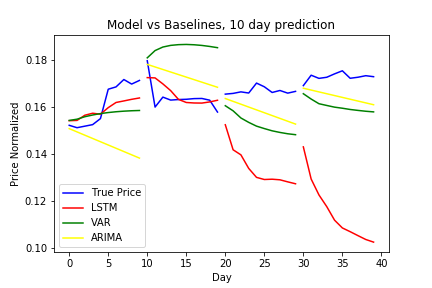 Model vs Baselines, 10 day prediction
Price Normalized
0.18
0.16
0.14
0.12
0.10
True Price
LSTM
VAR
ARIMA
0 5 10 15 20 25 30 35 40
Day